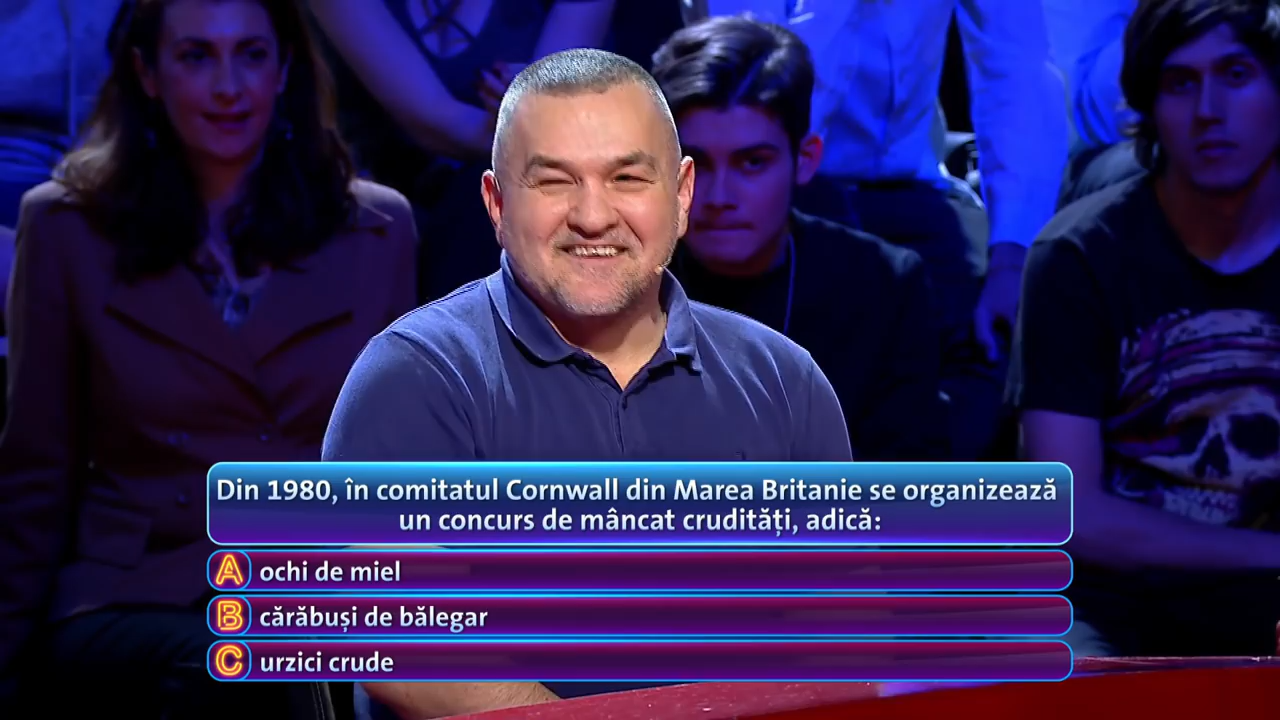 Din 1980, în comitatul Cornwall din Marea Britanie se organizează
un concurs de mâncat crudități, adică:
A ochi de miel
B cărăbuși de bălegar
C urzici crude